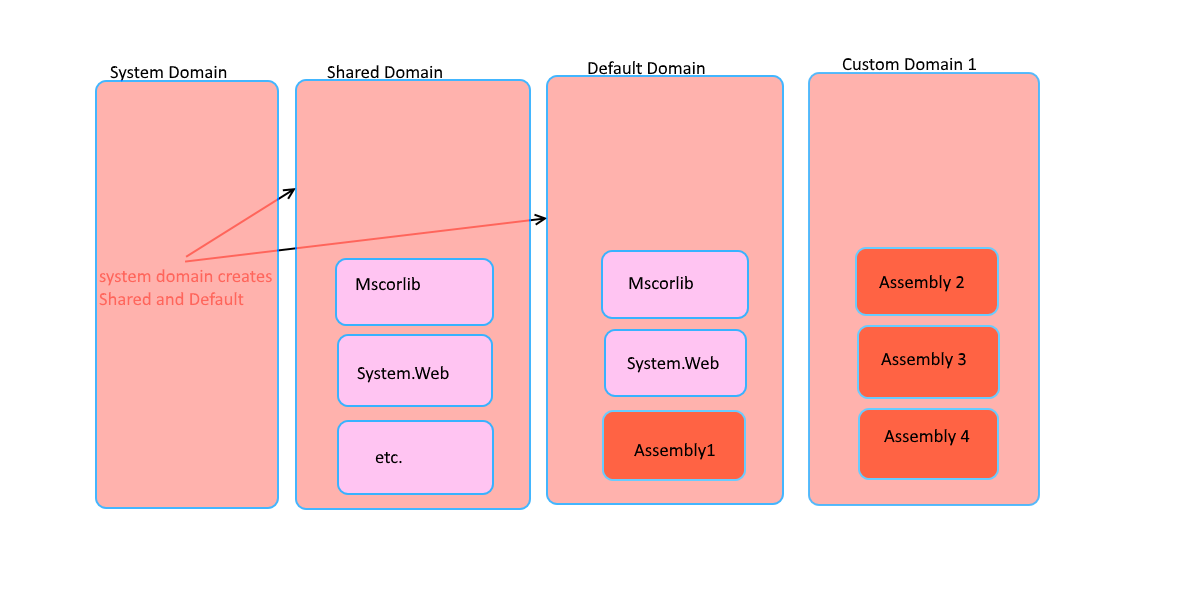 System Domain
Shared Domain
Default Domain
Custom Domain 1
system domain creates
Shared and Default
Mscorlib
System.Web
etc.
Mscorlib
System.Web
Assembly1
Assembly 2
Assembly 3
Assembly 4